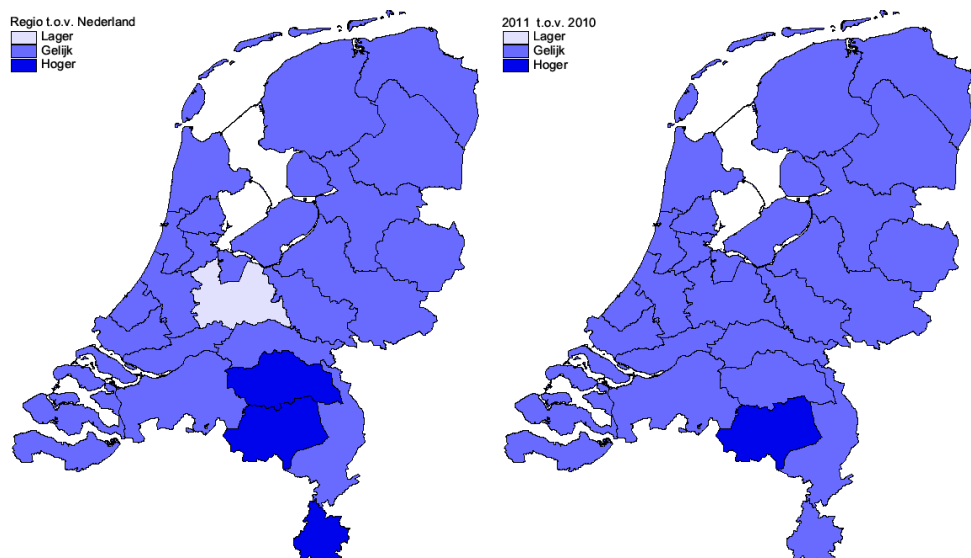 Regio t.o.v. Nederland
Lager
Gelijk
Hoger
2011 t.o.v. 2010
Lager
Gelijk
Hoger